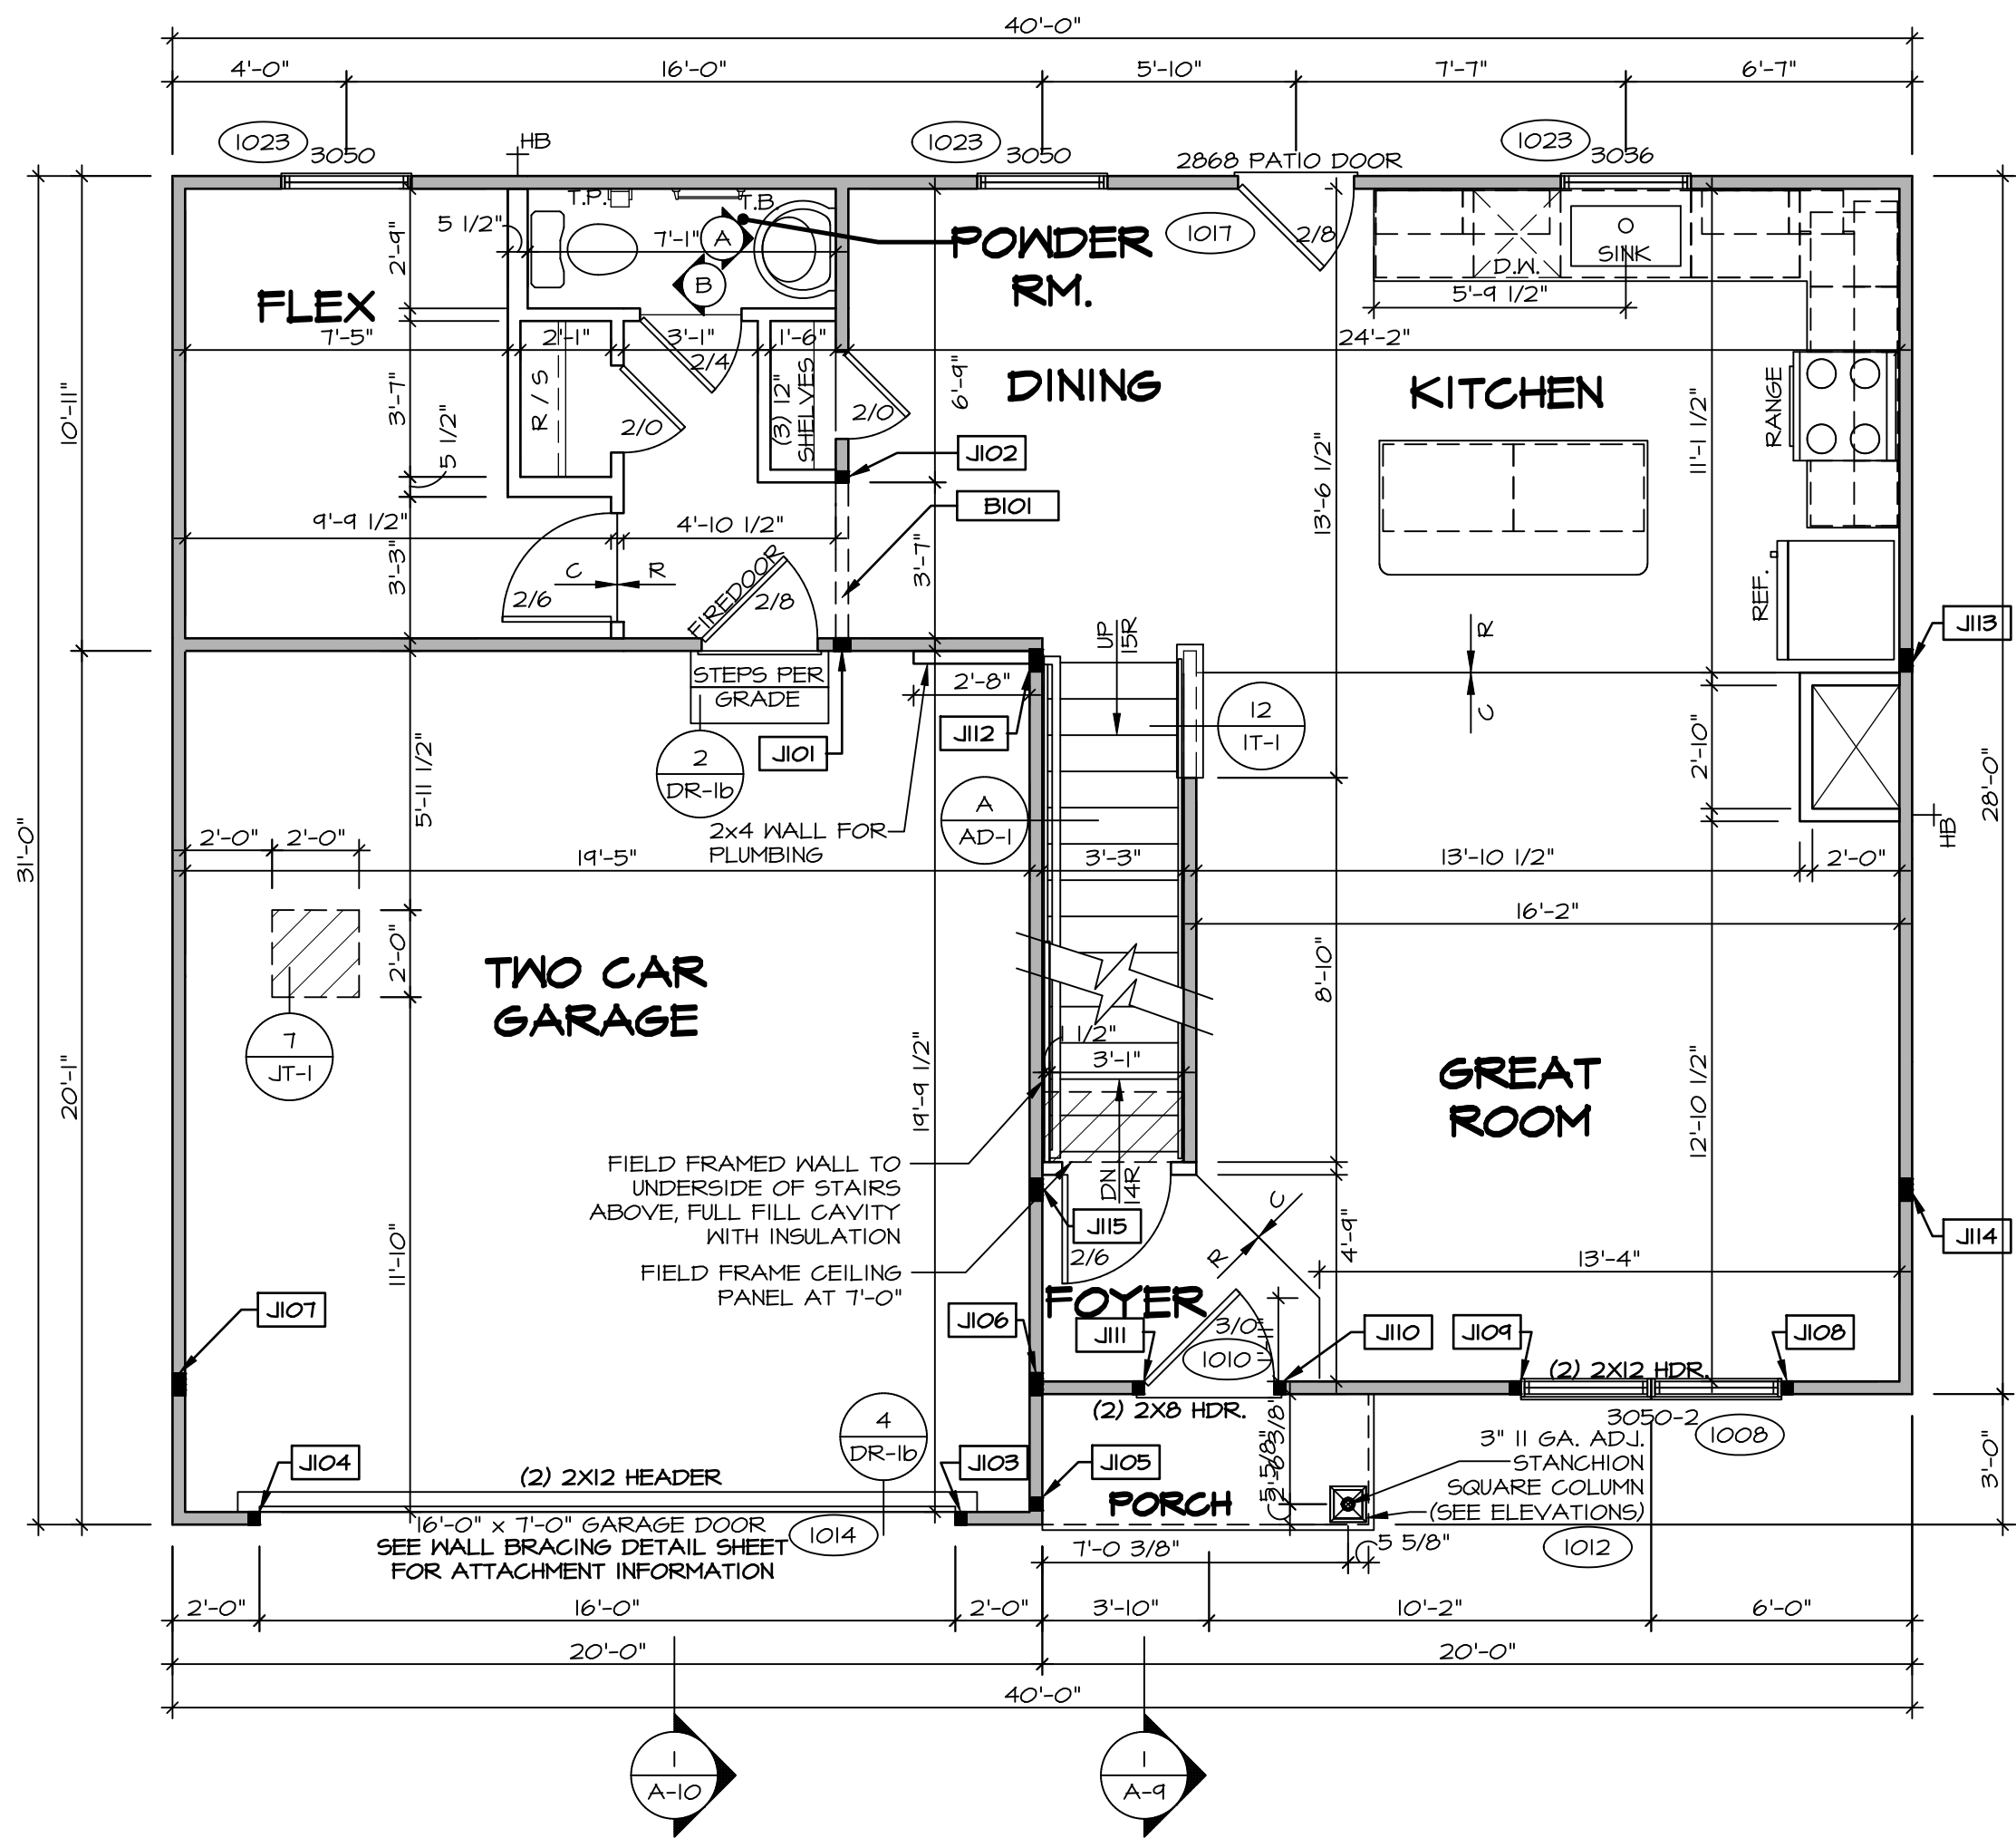 40'-0"
4'-0"
16'-0"
5'-10"
7'-7"
6'-7"
1023
3050
HB
1023
3050
2868 PATIO DOOR
1023
3036
T.P.
T.B.
5 1/2"
2'-9"
7'-1"
A
B
POWDER
RM.
1017
2/8
D.W.
SINK
5'-9 1/2"
FLEX
7'-5"
2'-1"
3'-1"
2/4
1'-6"
24'-2"
R / S
2/0
(3) 12"
SHELVES
2/0
6'-9"
DINING
KITCHEN
RANGE
3'-7"
5 1/2"
10'-11"
13'-6 1/2"
11'-1 1/2"
J102
B101
9'-9 1/2"
4'-10 1/2"
3'-3"
C
R
2/6
FIREDOOR
2/8
3'-7"
REF.
J113
UP
15R
R
C
STEPS PER
GRADE
2'-8"
J112
J101
2
DR-1b
12
IT-1
2'-10"
28'-0"
HB
5'-11 1/2"
A
AD-1
2x4 WALL FOR
PLUMBING
31'-0"
2'-0"
2'-0"
19'-5"
3'-3"
13'-10 1/2"
2'-0"
16'-2"
2'-0"
TWO CAR
GARAGE
8'-10"
7
JT-1
20'-1"
19'-9 1/2"
1 1/2"
3'-1"
GREAT
ROOM
12'-10 1/2"
FIELD FRAMED WALL TO
UNDERSIDE OF STAIRS
ABOVE, FULL FILL CAVITY
WITH INSULATION
DN
14R
J115
2/6
C
R
4'-9"
J114
11'-10"
13'-4"
FIELD FRAME CEILING
PANEL AT 7'-0"
FOYER
J107
J106
J111
3/0
1010
1'-11"
J110
J109
J108
(2) 2X12 HDR.
(2) 2X8 HDR.
3050-2
1008
4
DR-1b
5 5/8"
2'-6 3/8"
3" 11 GA. ADJ.
STANCHION
SQUARE COLUMN
(SEE ELEVATIONS)
J104
(2) 2X12 HEADER
J103
J105
PORCH
3'-0"
16'-0" x 7'-0" GARAGE DOOR
1014
SEE WALL BRACING DETAIL SHEET
FOR ATTACHMENT INFORMATION
7'-0 3/8"
5 5/8"
1012
2'-0"
16'-0"
2'-0"
3'-10"
10'-2"
6'-0"
20'-0"
20'-0"
40'-0"
1
A-10
1
A-9